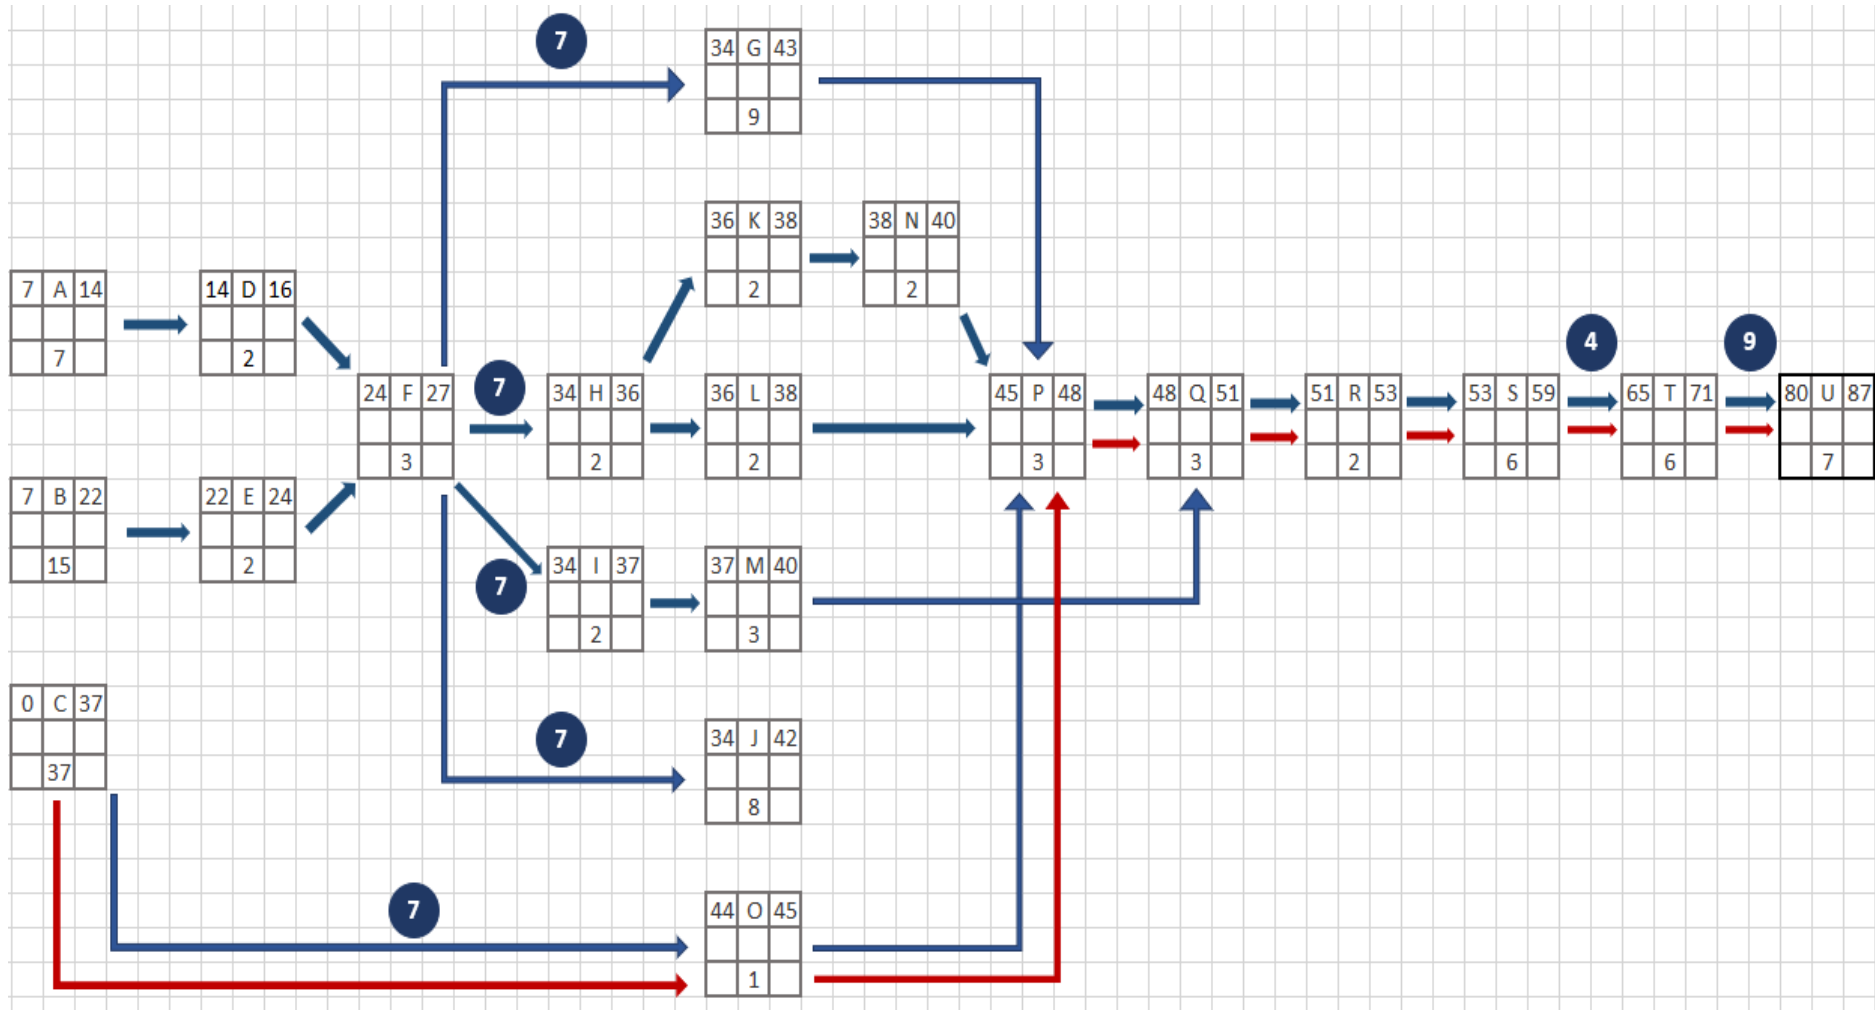 7
34 G 43
9
36 K 38
2
38 N 40
2
7 A 14
7
14 D 16
2
24 F 27
3
7
34 H 36
2
36 L 38
2
45 P 48
3
48 Q 51
3
51 R 53
2
53 S 59
6
4
65 T 71
6
9
80 U 87
7
7 B 22
15
22 E 24
2
7
34 I 37
2
37 M 40
3
0 C 37
37
7
34 J 42
8
7
44 O 45
1